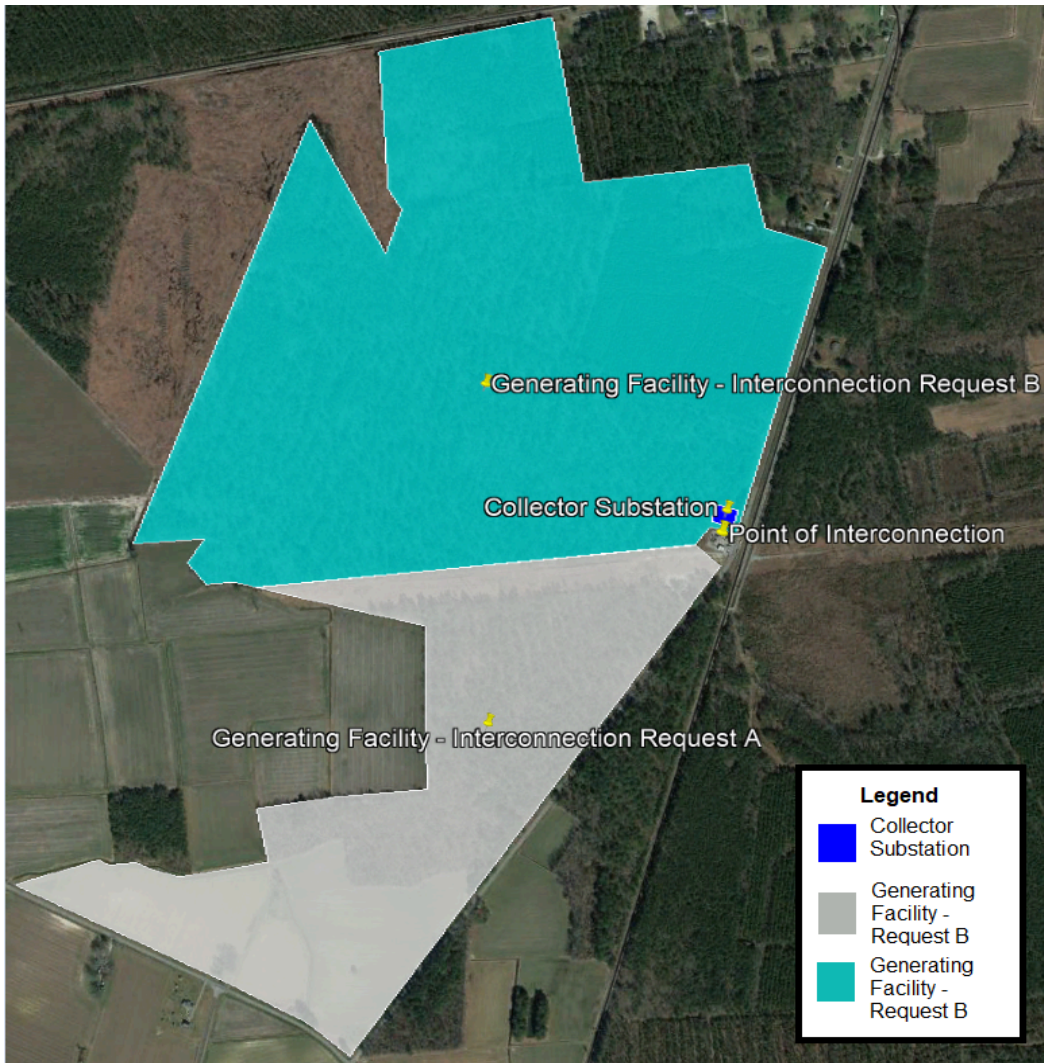 Generating Facility - Interconnection Request B
Collector Substation
Point of Interconnection
Generating Facility - Interconnection Request A
Legend
Collector
Substation
Generating
Facility -
Request B
Generating
Facility -
Request B